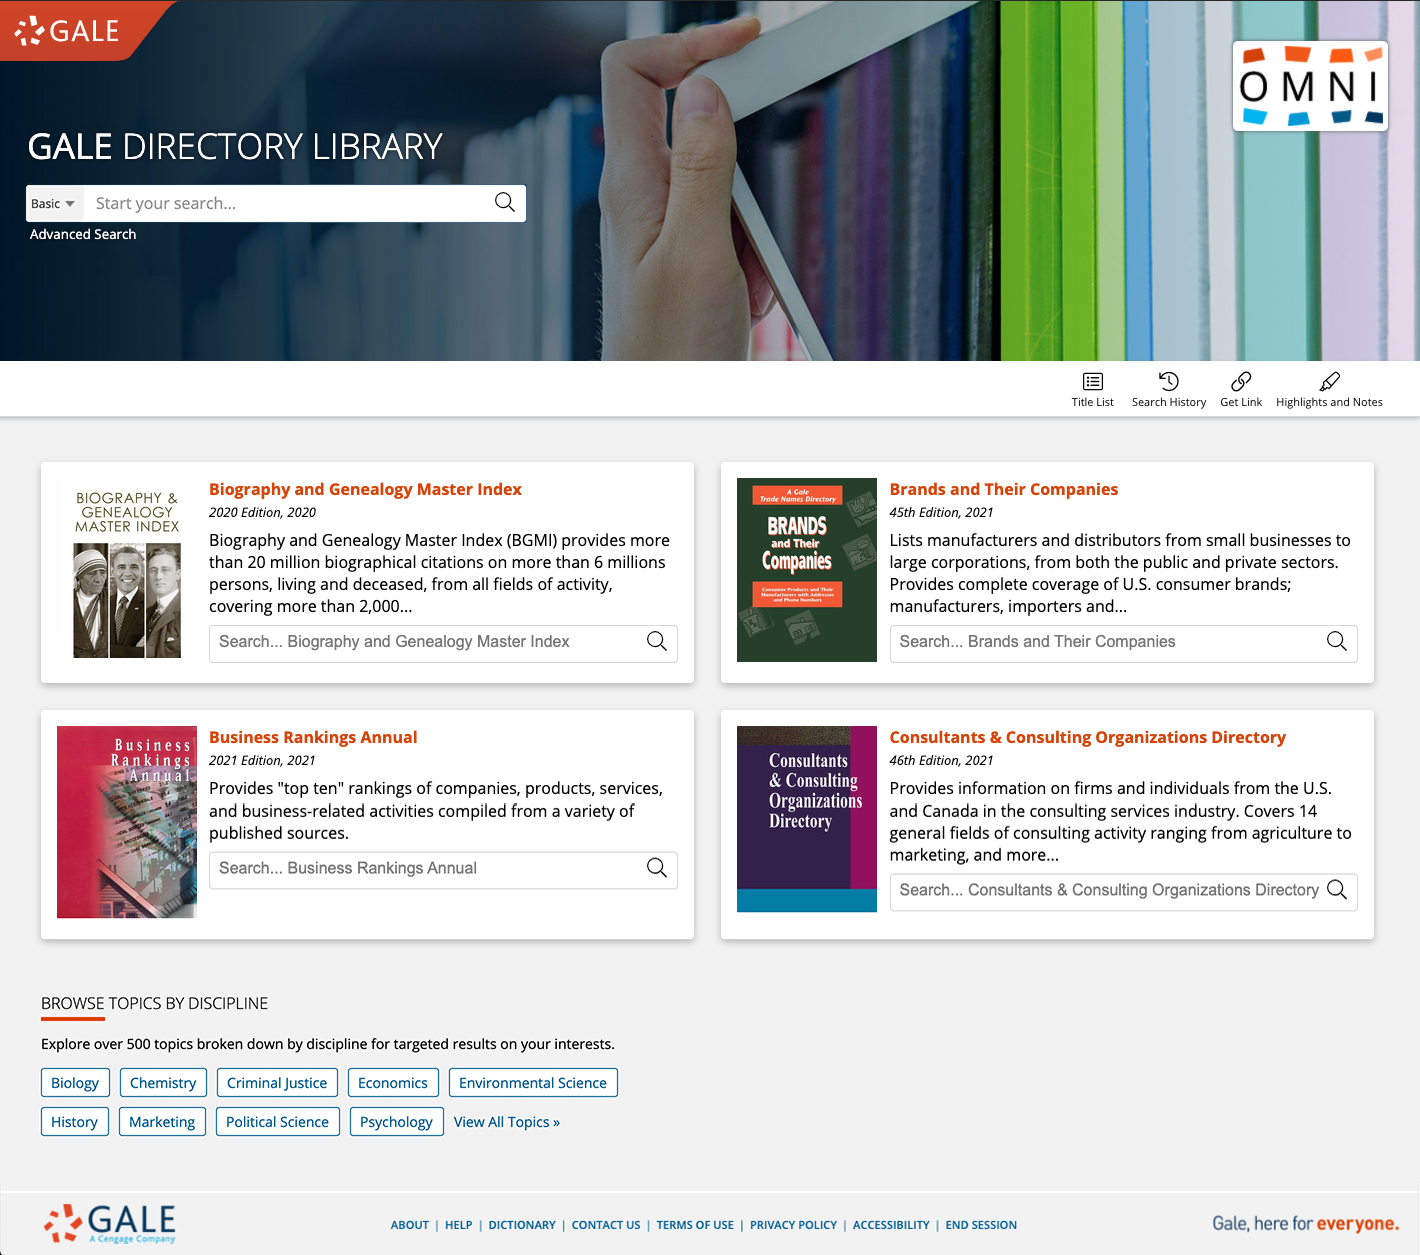 GALE
OMNI
GALE DIRECTORY LIBRARY
Basic
Start your search...
Advanced Search
Title List
Search History
Get Link
Highlights and Notes
BIOGRAPHY &
GENEALOGY
MASTER INDEX
Biography and Genealogy Master Index
2020 Edition, 2020
Biography and Genealogy Master Index (BGMI) provides more
than 20 million biographical citations on more than 6 millions
persons, living and deceased, from all fields of activity,
covering more than 2,000...
Search... Biography and Genealogy Master Index
A Gale
Trade Names Directory
BRANDS
and Their
Companies
Consumer Products and Their
Manufacturers with Addresses
and Phone Numbers
Brands and Their Companies
45th Edition, 2021
Lists manufacturers and distributors from small businesses to
large corporations, from both the public and private sectors.
Provides complete coverage of U.S. consumer brands;
manufacturers, importers and...
Search... Brands and Their Companies
Business
Rankings
Annual
Business Rankings Annual
2021 Edition, 2021
Provides "top ten" rankings of companies, products, services,
and business-related activities compiled from a variety of
published sources.
Search... Business Rankings Annual
Consultants
& Consulting
Organizations
Directory
Consultants & Consulting Organizations Directory
46th Edition, 2021
Provides information on firms and individuals from the U.S.
and Canada in the consulting services industry. Covers 14
general fields of consulting activity ranging from agriculture to
marketing, and more...
Search... Consultants & Consulting Organizations Directory
BROWSE TOPICS BY DISCIPLINE
Explore over 500 topics broken down by discipline for targeted results on your interests.
Biology
Chemistry
Criminal Justice
Economics
Environmental Science
History
Marketing
Political Science
Psychology
View All Topics »
GALE
A Cengage Company
ABOUT | HELP | DICTIONARY | CONTACT US | TERMS OF USE | PRIVACY POLICY | ACCESSIBILITY | END SESSION
Gale, here for everyone.